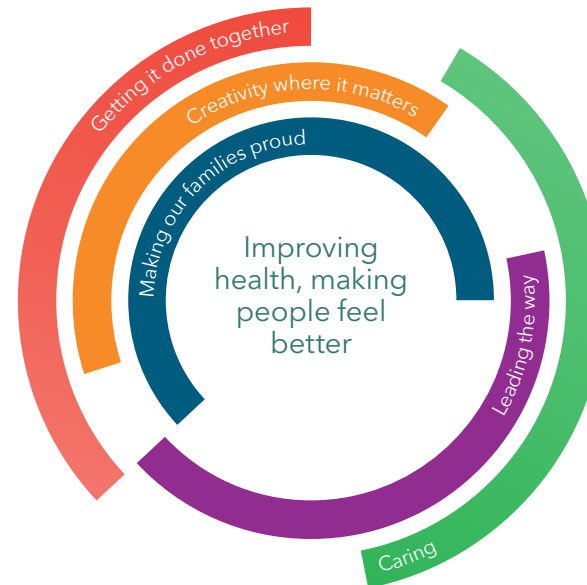 Getting it done together
Creativity where it matters
Making our families proud
Improving
health, making
people feel
better
Leading the way
Caring